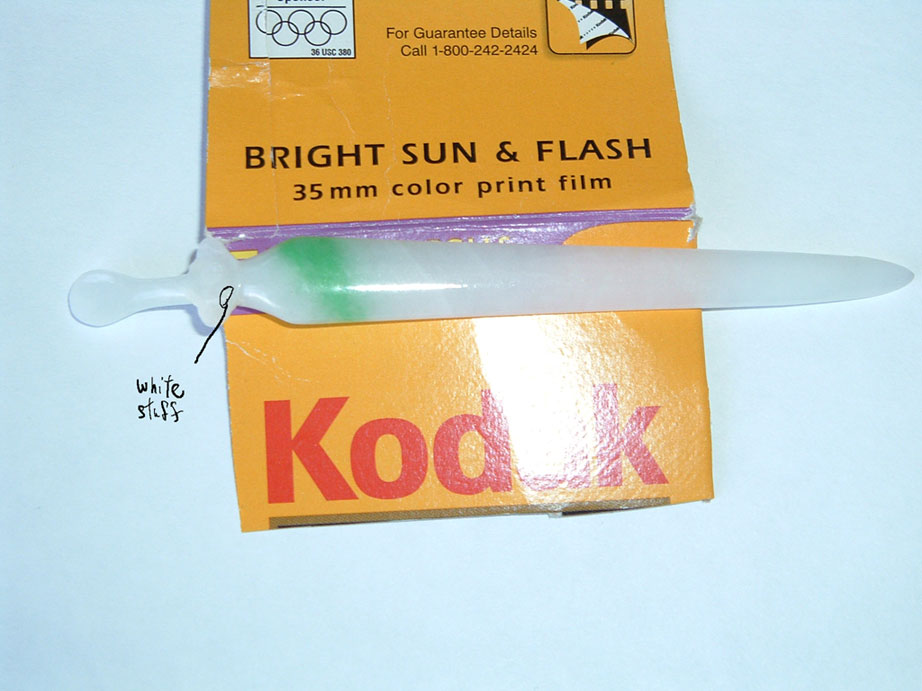 Sponsor
36 USC 380
For Guarantee Details
Call 1-800-242-2424
BRIGHT SUN & FLASH
35mm color print film
white
stuff
Kodak